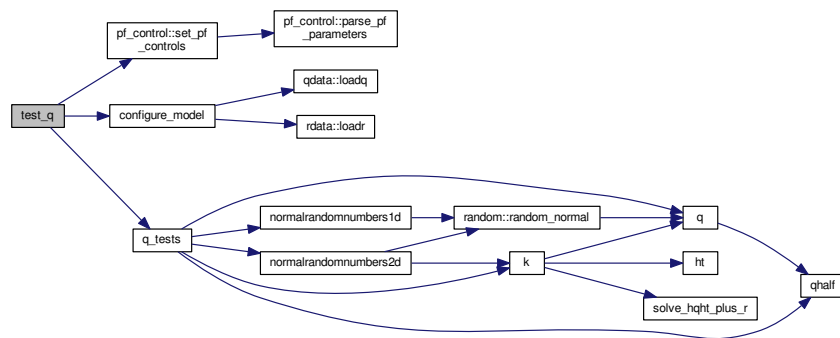 test_q
pf_control::set_pf
_controls
pf_control::parse_pf
_parameters
configure_model
qdata::loadq
rdata::loadr
q_tests
normalrandomnumbers1d
normalrandomnumbers2d
random::random_normal
k
q
ht
solve_hqht_plus_r
qhalf